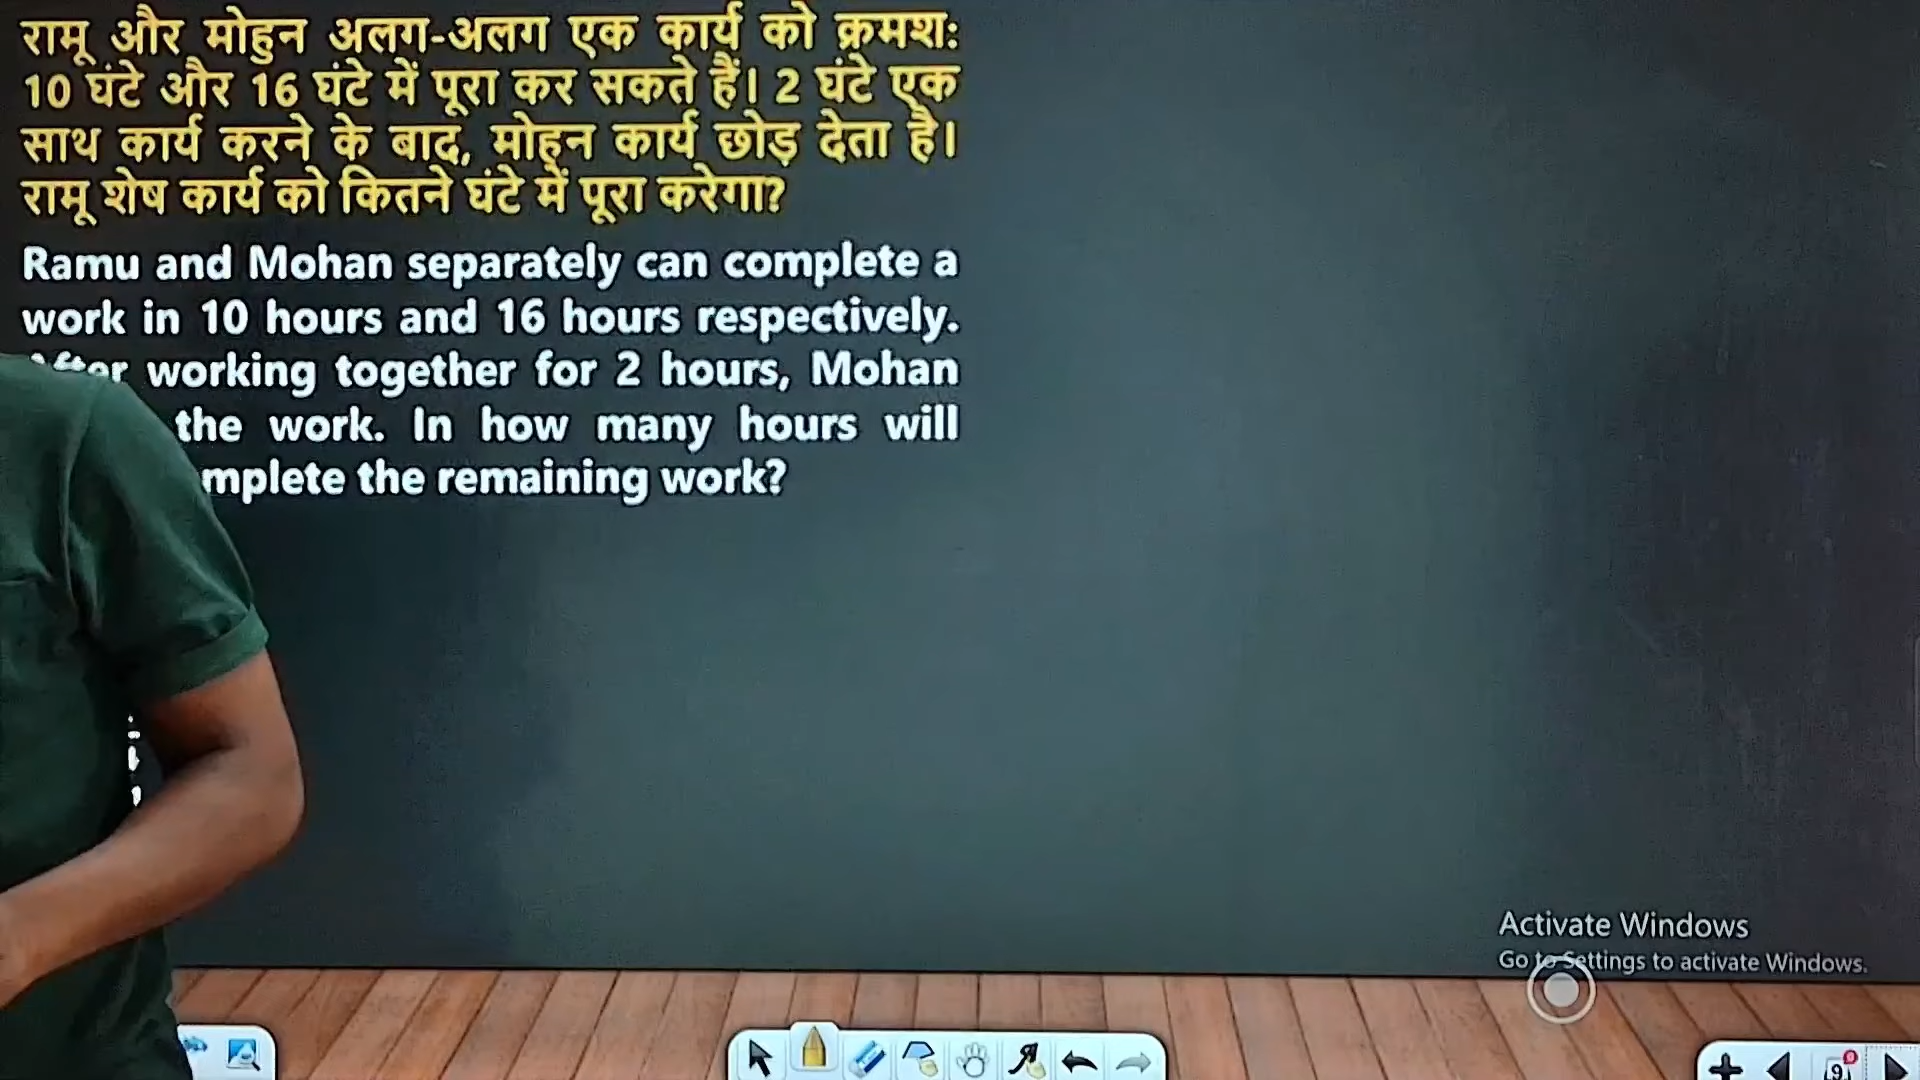 रामू और मोहन अलग-अलग एक कार्य को क्रमश:
10 घंटे और 16 घंटे में पूरा कर सकते हैं। 2 घंटे एक
साथ कार्य करने के बाद, मोहन कार्य छोड़ देता है।
रामू शेष कार्य को कितने घंटे में पूरा करेगा?
Ramu and Mohan separately can complete a
work in 10 hours and 16 hours respectively.
After working together for 2 hours, Mohan
the work. In how many hours will
mplete the remaining work?
Activate Windows
Go to Settings to activate Windows.
9